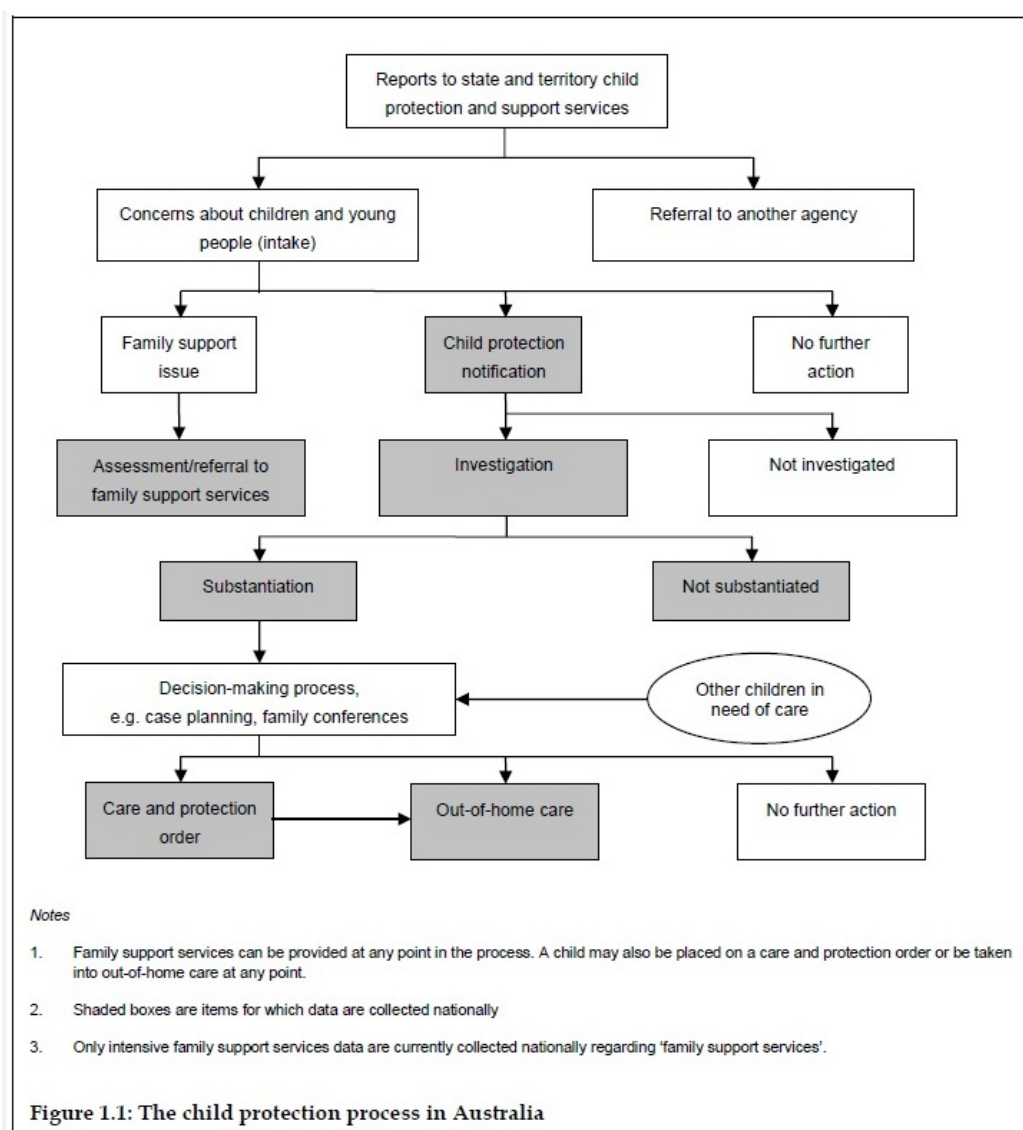 Reports to state and territory child
protection and support services
Concerns about children and young
people (intake)
Referral to another agency
Family support
issue
Child protection
notification
No further
action
Assessment/referral to
family support services
Investigation
Not investigated
Substantiation
Not substantiated
Decision-making process,
e.g. case planning, family conferences
Other children in
need of care
Care and protection
order
Out-of-home care
No further action
Notes
1. Family support services can be provided at any point in the process. A child may also be placed on a care and protection order or be taken
into out-of-home care at any point.
2. Shaded boxes are items for which data are collected nationally
3. Only intensive family support services data are currently collected nationally regarding 'family support services'.
Figure 1.1: The child protection process in Australia